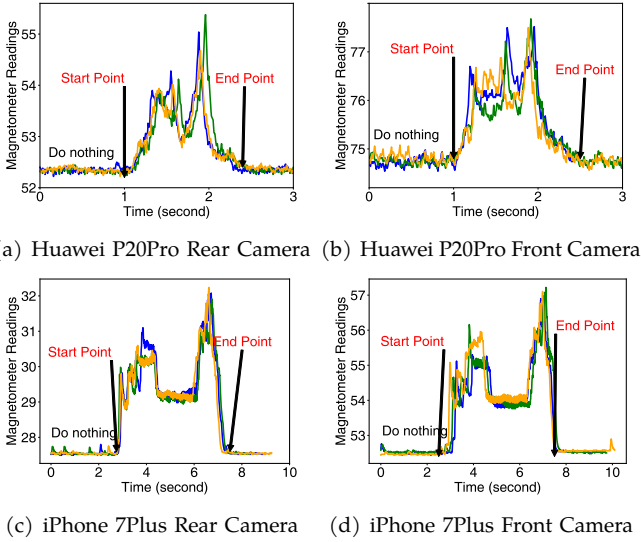 Magnetometer Readings
55
54
53
52
Start Point
End Point
Do nothing
0 1 2 3
Time (second)
Magnetometer Readings
77
76
75
Start Point
End Point
Do nothing
0 1 2 3
Time (second)
a) Huawei P20Pro Rear Camera
(b) Huawei P20Pro Front Camera
Magnetometer Readings
32
31
30
29
28
Start Point
End Point
Do nothing
0 2 4 6 8 10
Time (second)
Magnetometer Readings
57
56
55
54
53
Start Point
End Point
Do nothing
0 2 4 6 8 10
Time (second)
(c) iPhone 7Plus Rear Camera
(d) iPhone 7Plus Front Camera